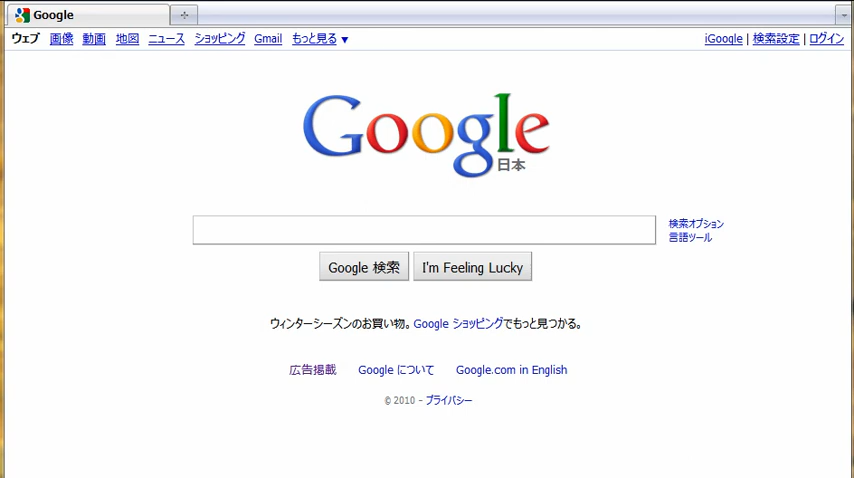 Google
ウェブ 画像 動画 地図 ニュース ショッピング Gmail もっと見る ▼ iGoogle | 検索設定 | ログイン
Google
日本
検索オプション
言語ツール
Google 検索 I'm Feeling Lucky
ウィンターシーズンのお買い物。Google ショッピングでもっと見つかる。
広告掲載 Google について Google.com in English
© 2010 - プライバシー